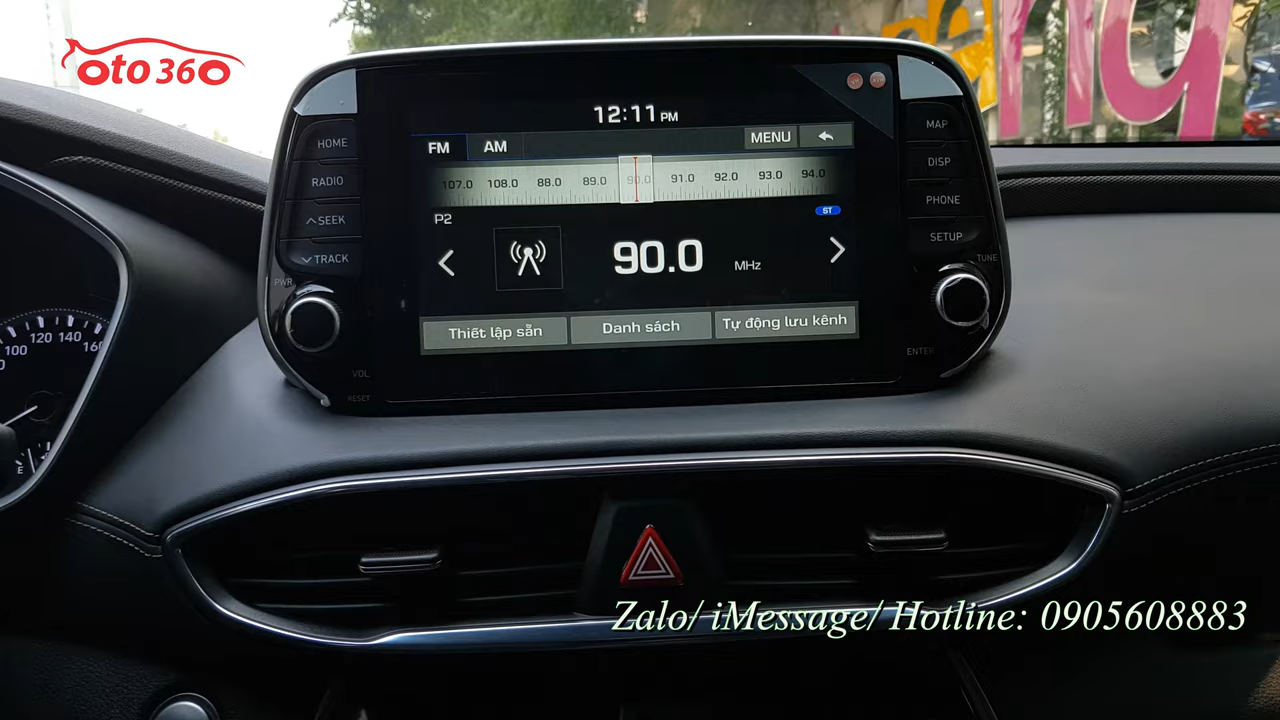 oto360
12:11 PM
FM AM MENU
107.0 108.0 88.0 89.0 90.0 91.0 92.0 93.0 94.0
P2 ST
90.0 MHz
Thiết lập sẵn Danh sách Tự động lưu kênh
HOME
RADIO
SEEK
TRACK
PWR
VOL
RESET
MAP
DISP
PHONE
SETUP
TUNE
ENTER
100 120 140 160
E
Zalo/ iMessage/ Hotline: 0905608883